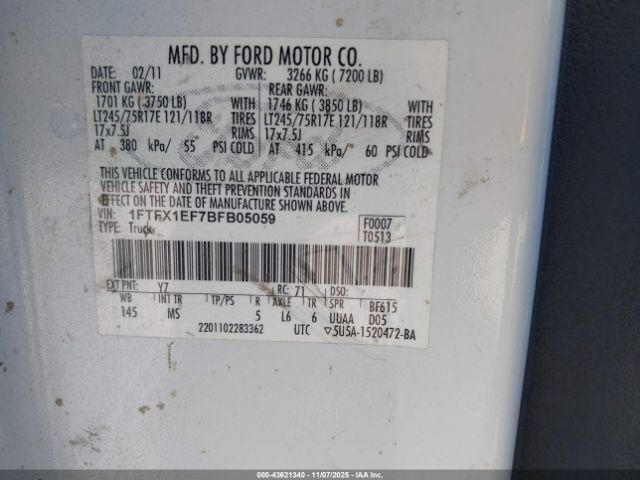 MFD. BY FORD MOTOR CO.
DATE: 02/11 GVWR: 3266 KG ( 7200 LB)
FRONT GAWR: REAR GAWR:
1701 KG ( 3750 LB) WITH 1746 KG ( 3850 LB) WITH
LT245/75R17E 121/118R TIRES LT245/75R17E 121/118R TIRES
17x7.5J RIMS 17x7.5J RIMS
AT 380 kPa/ 55 PSI COLD AT 415 kPa/ 60 PSI COLD
THIS VEHICLE CONFORMS TO ALL APPLICABLE FEDERAL MOTOR
VEHICLE SAFETY AND THEFT PREVENTION STANDARDS IN
EFFECT ON THE DATE OF MANUFACTURE SHOWN ABOVE.
VIN: 1FTFX1EF7BFB05059 F0007
TYPE: Truck T0513
EXT PNT: Y7 RC: 71 DSO:
WB INT TR TP/PS R AXLE TR SPRING BF615
145 MS 5 L6 6 UUAA D05
2201102283362 UTC ▽5U5A-1520472-BA
000-43621340 - 11/07/2025 - IAAI.COM